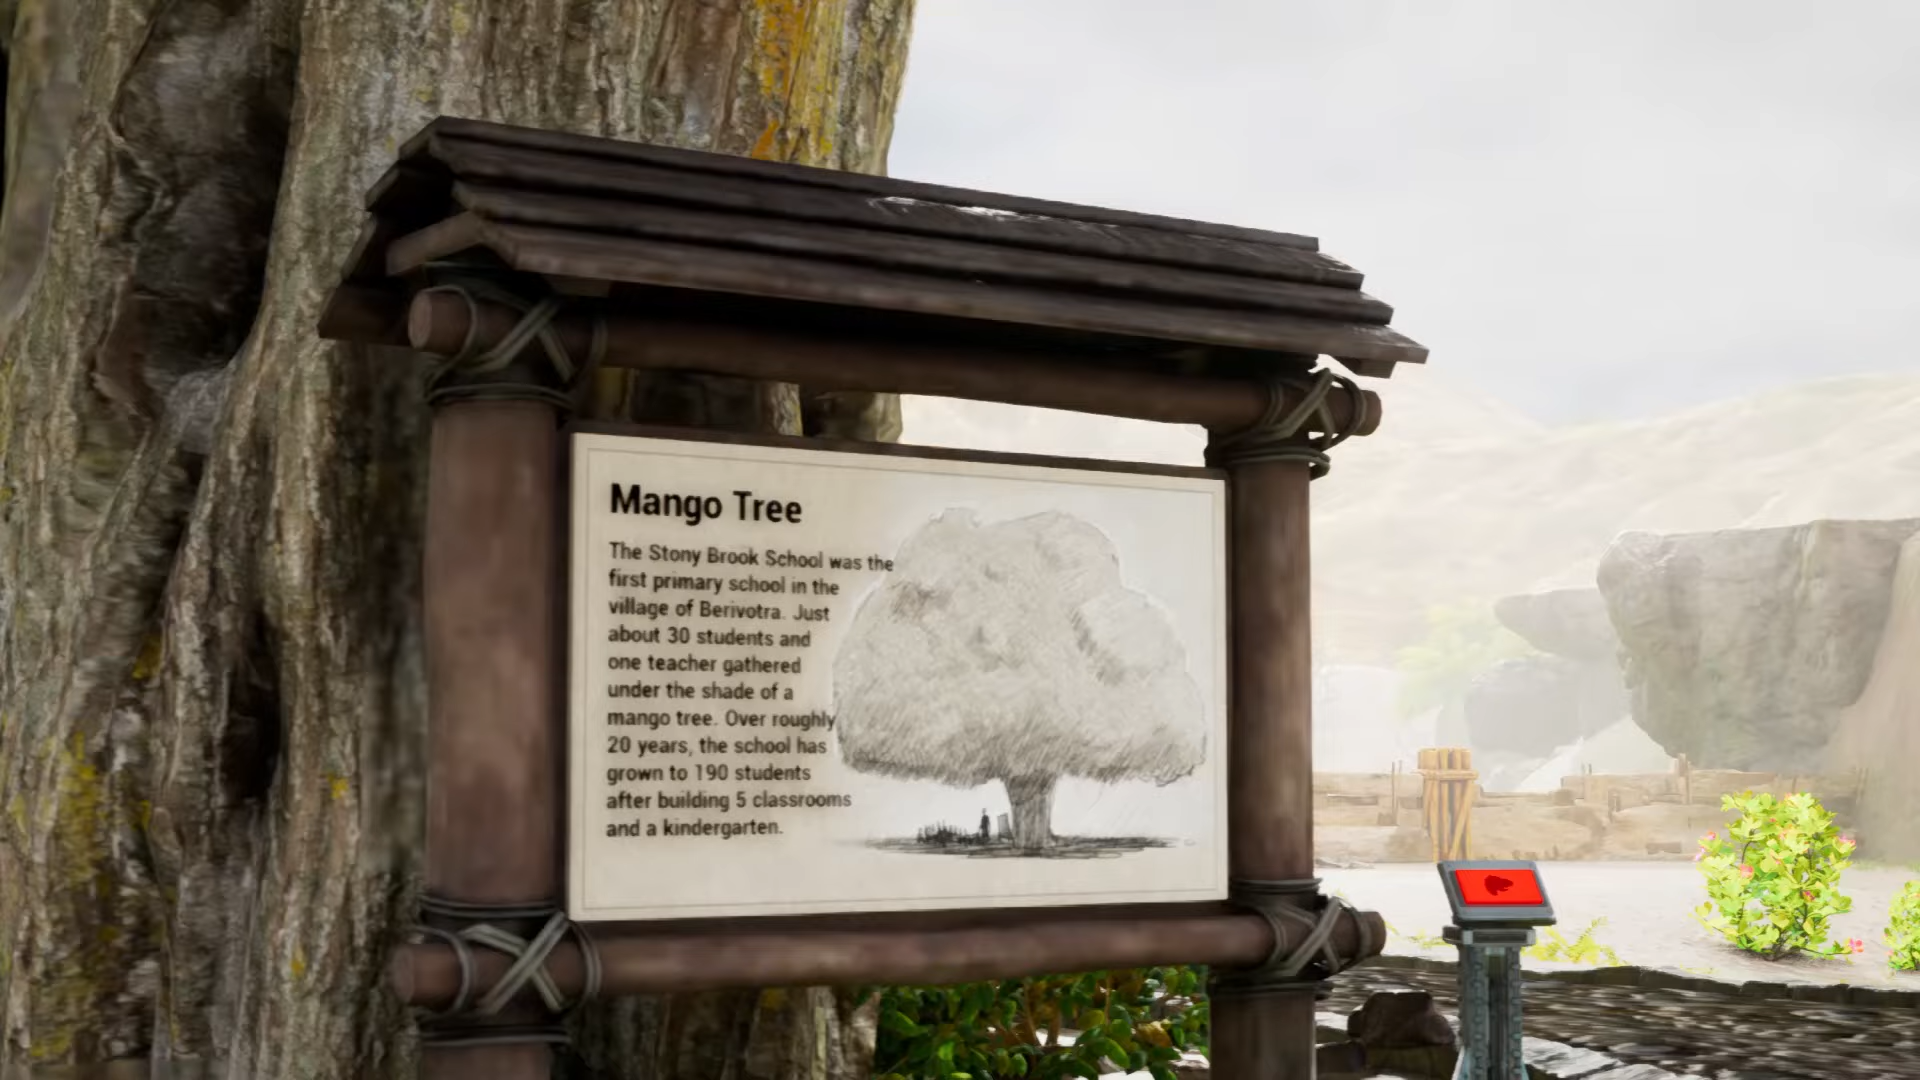 Mango Tree
The Stony Brook School was the
first primary school in the
village of Berivotra. Just
about 30 students and
one teacher gathered
under the shade of a
mango tree. Over roughly
20 years, the school has
grown to 190 students
after building 5 classrooms
and a kindergarten.